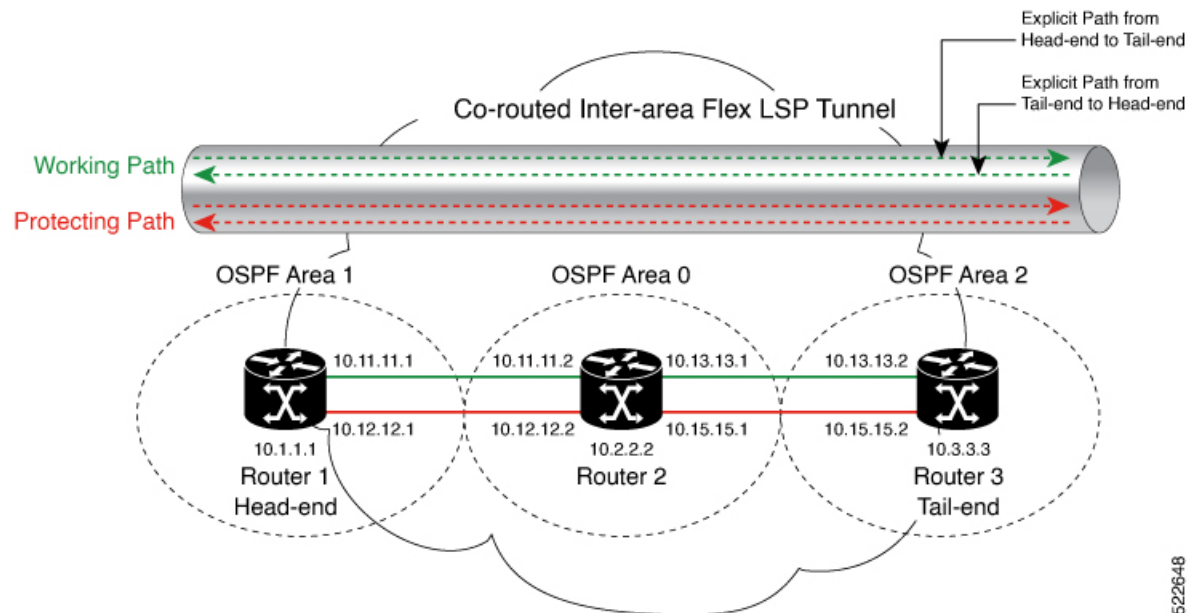 Explicit Path from
Head-end to Tail-end
Explicit Path from
Tail-end to Head-end
Co-routed Inter-area Flex LSP Tunnel
Working Path
Protecting Path
OSPF Area 1
OSPF Area 0
OSPF Area 2
10.11.11.1
10.11.11.2
10.13.13.1
10.13.13.2
10.12.12.1
10.12.12.2
10.15.15.1
10.15.15.2
10.1.1.1
10.2.2.2
10.3.3.3
Router 1
Head-end
Router 2
Router 3
Tail-end
522648